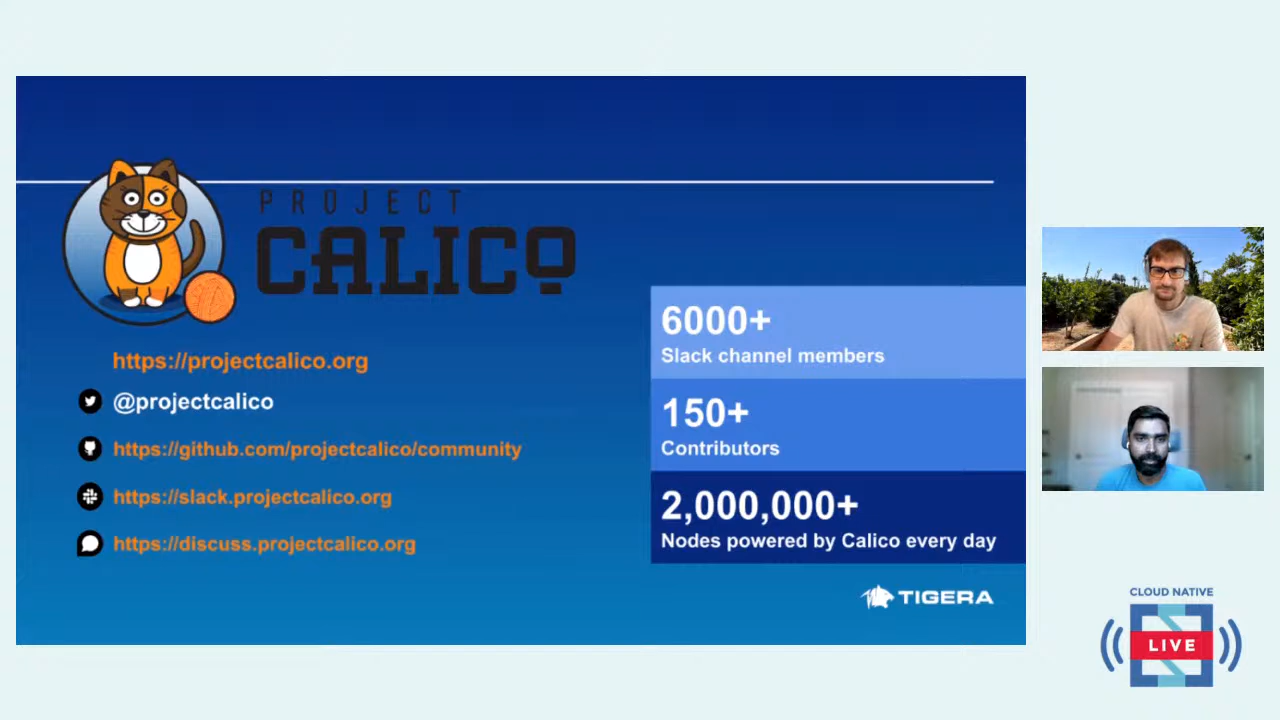 PROJECT
CALICO
https://projectcalico.org
@projectcalico
https://github.com/projectcalico/community
https://slack.projectcalico.org
https://discuss.projectcalico.org
6000+
Slack channel members
150+
Contributors
2,000,000+
Nodes powered by Calico every day
TIGERA
CLOUD NATIVE
LIVE